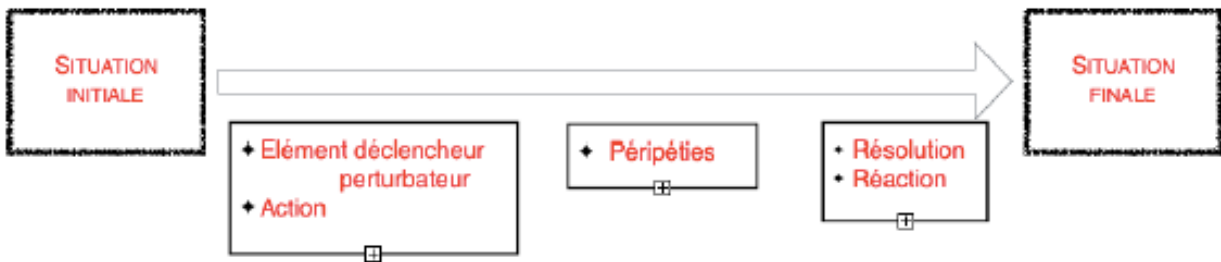 SITUATION
INITIALE
SITUATION
FINALE
Elément déclencheur
perturbateur
Action
Péripéties
Résolution
Réaction